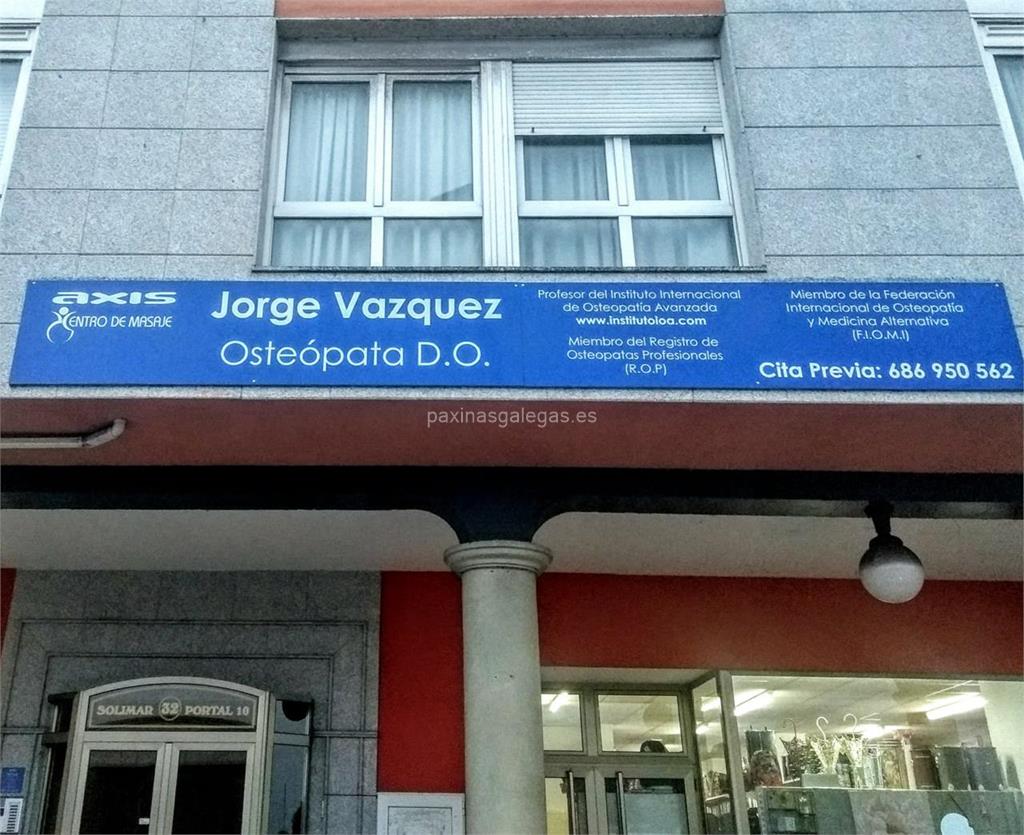 axis
CENTRO DE MASAJE
Jorge Vazquez
Osteópata D.O.
Profesor del Instituto Internacional
de Osteopatía Avanzada
www.institutoloa.com
Miembro del Registro de
Osteopatas Profesionales
(R.O.P)
Miembro de la Federación
Internacional de Osteopatía
y Medicina Alternativa
(F.I.O.M.I)
Cita Previa: 686 950 562
paxinasgalegas.es
SOLIMAR 32 PORTAL 10